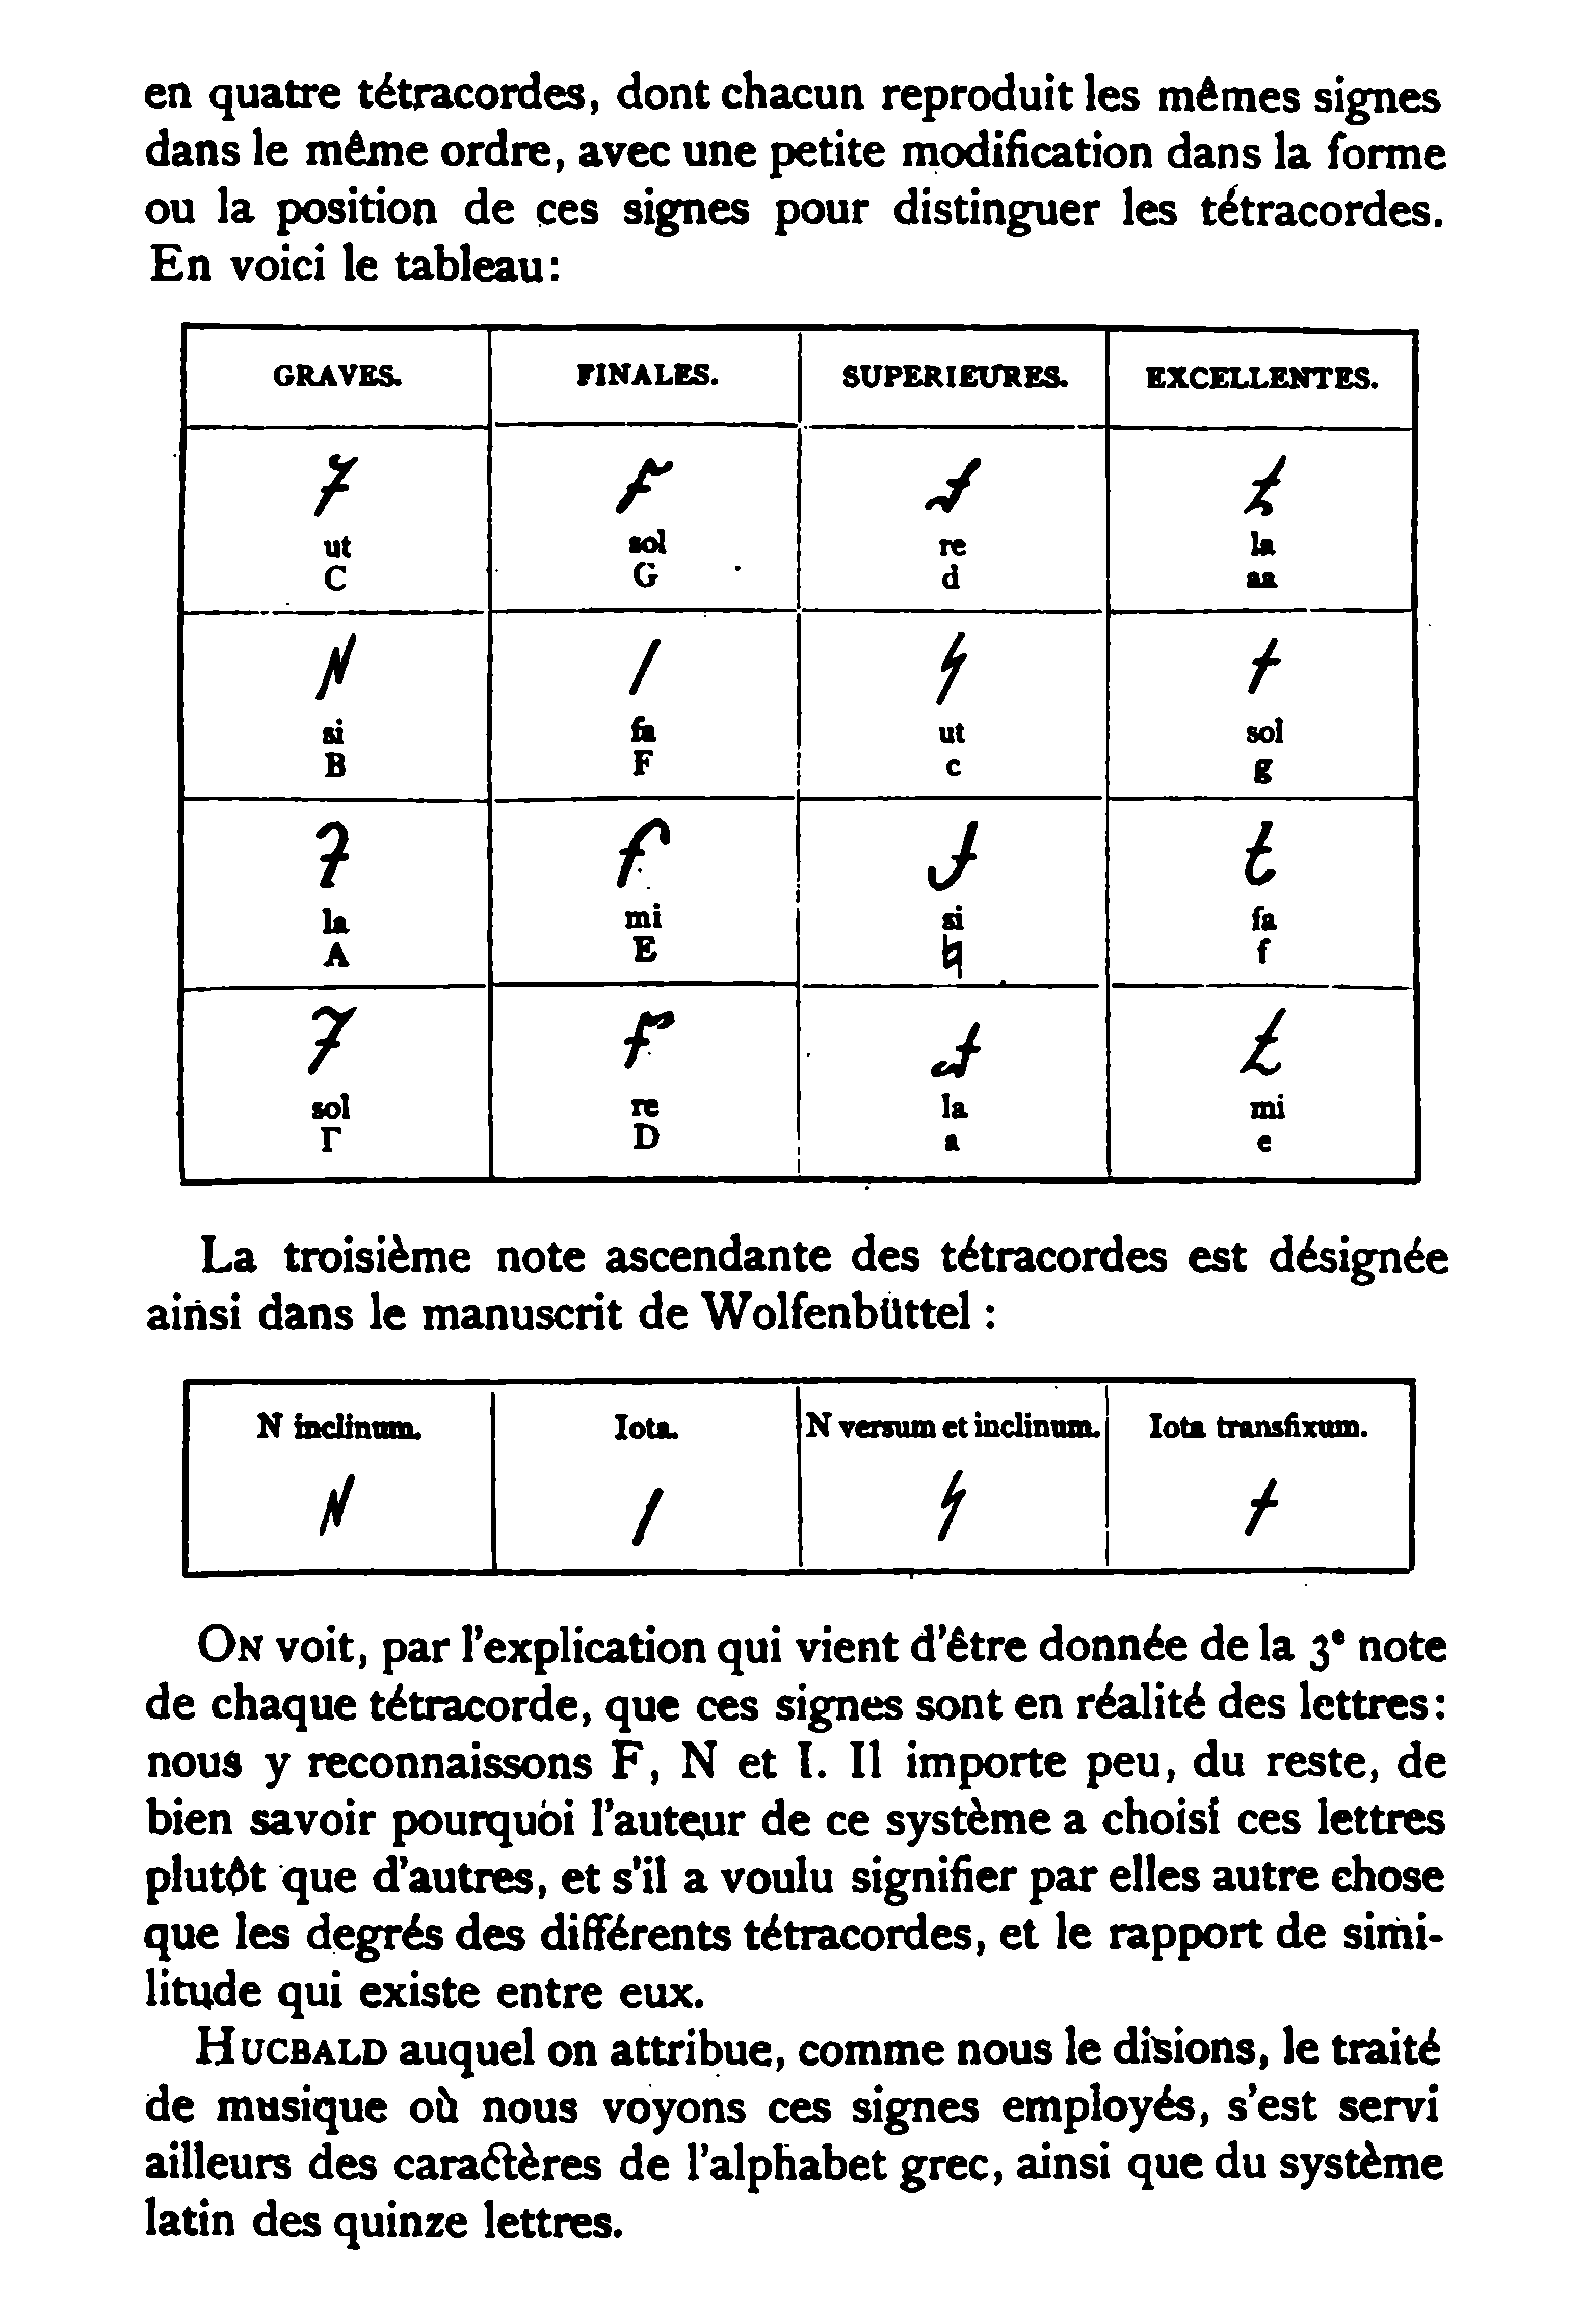 en quatre tétracordes, dont chacun reproduit les mêmes signes
dans le même ordre, avec une petite modification dans la forme
ou la position de ces signes pour distinguer les tétracordes.
En voici le tableau:
GRAVES. FINALES. SUPERIEURES. EXCELLENTES.
ut sol re la
C G d aa
si fa ut sol
B F c g
la mi si fa
A E ♮ f
sol re la mi
Γ D a e
La troisième note ascendante des tétracordes est désignée
ainsi dans le manuscrit de Wolfenbüttel :
N inclinum. Iota. N versum et inclinum. Iota transfixum.
ON voit, par l'explication qui vient d'être donnée de la 3e note
de chaque tétracorde, que ces signes sont en réalité des lettres:
nous y reconnaissons F, N et I. Il importe peu, du reste, de
bien savoir pourquoi l'auteur de ce système a choisi ces lettres
plutôt que d'autres, et s'il a voulu signifier par elles autre chose
que les degrés des différents tétracordes, et le rapport de simi-
litude qui existe entre eux.
HUCBALD auquel on attribue, comme nous le disions, le traité
de musique où nous voyons ces signes employés, s'est servi
ailleurs des caractères de l'alphabet grec, ainsi que du système
latin des quinze lettres.